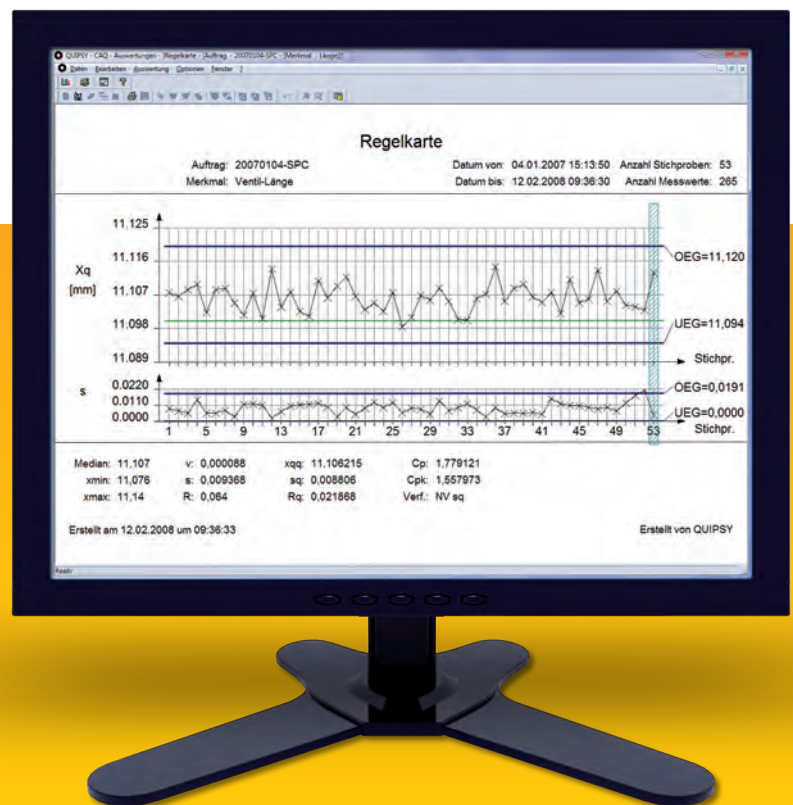 QUIPSY - CAQ - Auswertungen - [Regelkarte - [Auftrag - 20070104-SPC - [Merkmal - Länge]]
Daten Bearbeiten Auswertung Optionen Fenster ?
Regelkarte
Auftrag: 20070104-SPC Datum von: 04.01.2007 15:13:50 Anzahl Stichproben: 53
Merkmal: Ventil-Länge Datum bis: 12.02.2008 09:36:30 Anzahl Messwerte: 265
11,125
11,116
Xq
[mm]
11,107
11,098
11,089
OEG=11,120
UEG=11,094
Stichpr.
s
0,0220
0,0110
0,0000
OEG=0,0191
UEG=0,0000
1 5 9 13 17 21 25 29 33 37 41 45 49 53 Stichpr.
Median: 11,107 v: 0,000088 xqq: 11,106215 Cp: 1,779121
xmin: 11,076 s: 0,009368 sq: 0,008806 Cpk: 1,557973
xmax: 11,14 R: 0,064 Rq: 0,021868 Verf.: NV sq
Erstellt am 12.02.2008 um 09:36:33 Erstellt von QUIPSY
Ready